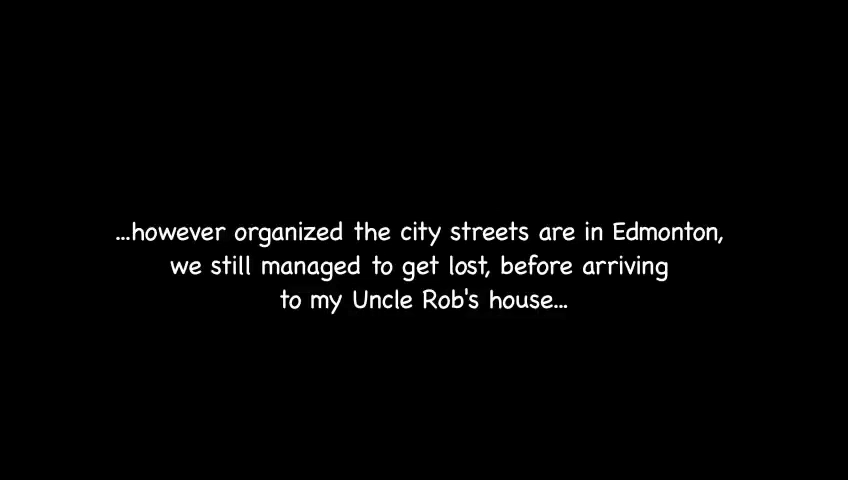 ...however organized the city streets are in Edmonton,
we still managed to get lost, before arriving
to my Uncle Rob's house...